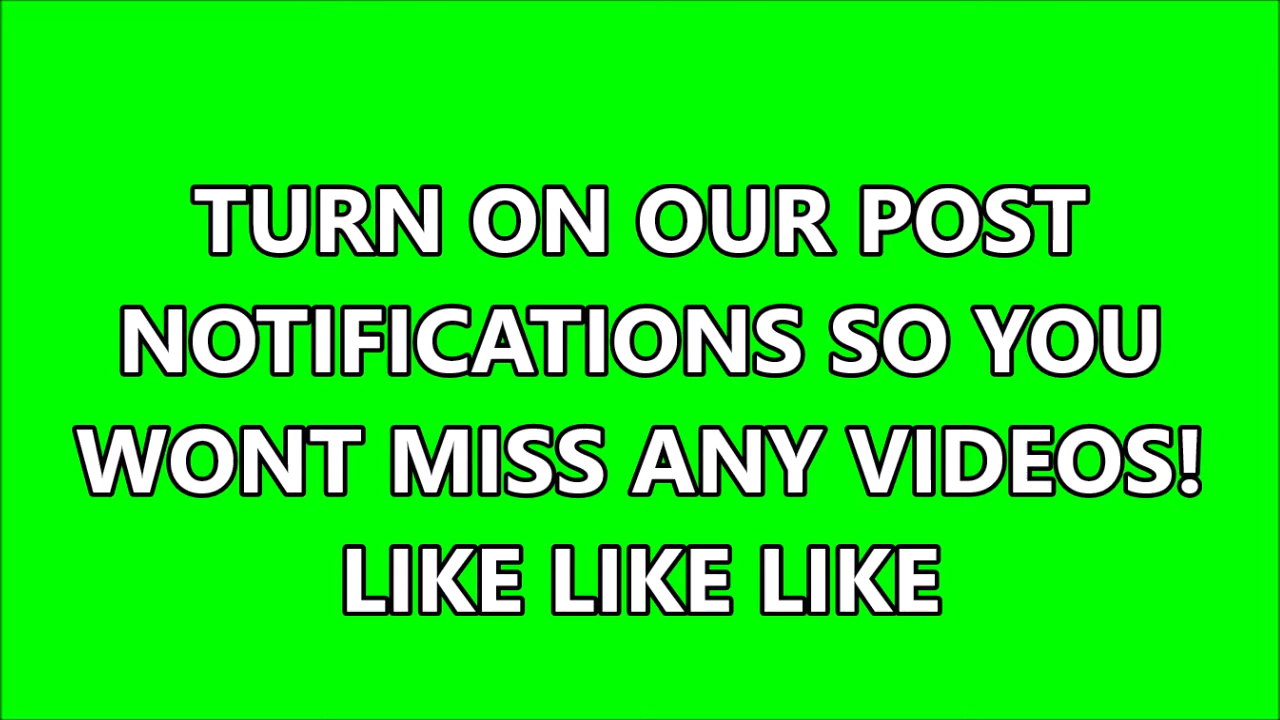 TURN ON OUR POST
NOTIFICATIONS SO YOU
WONT MISS ANY VIDEOS!
LIKE LIKE LIKE